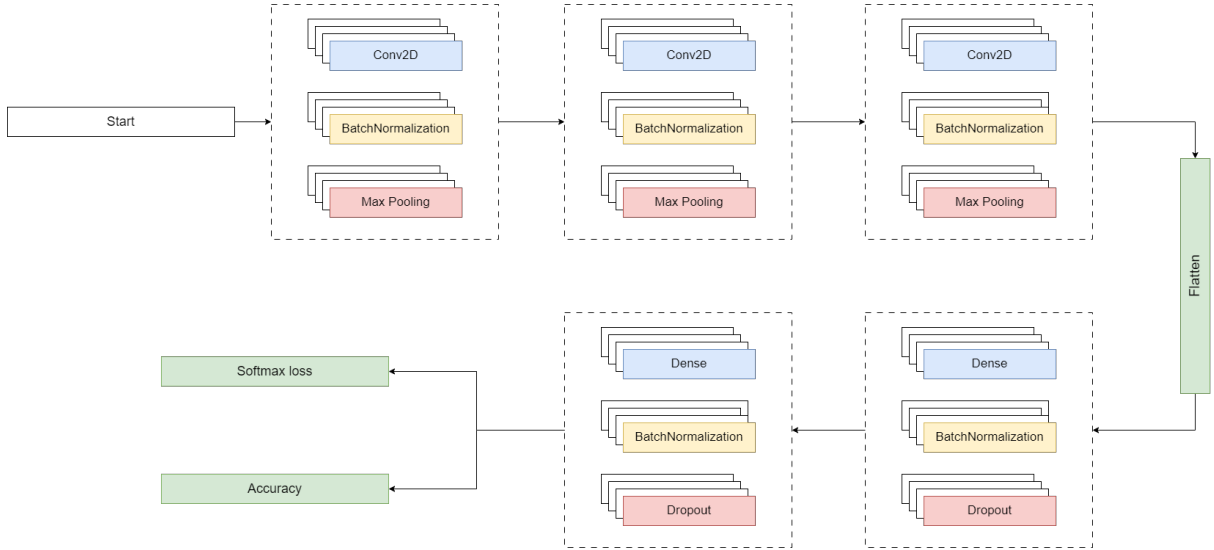 Start
Conv2D
BatchNormalization
Max Pooling
Conv2D
BatchNormalization
Max Pooling
Conv2D
BatchNormalization
Max Pooling
Flatten
Dense
BatchNormalization
Dropout
Dense
BatchNormalization
Dropout
Softmax loss
Accuracy